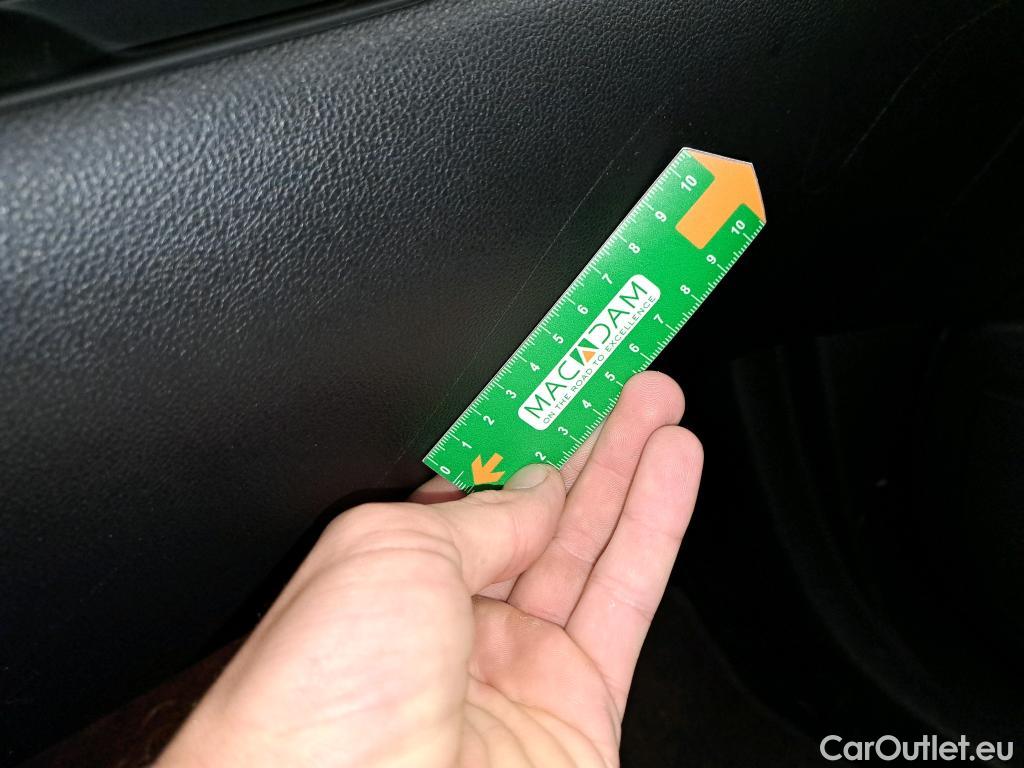 0 1 2 3 4 5 6 7 8 9 10
MACADAM
ON THE ROAD TO EXCELLENCE
2 3 4 5 6 7 8 9 10
CarOutlet.eu